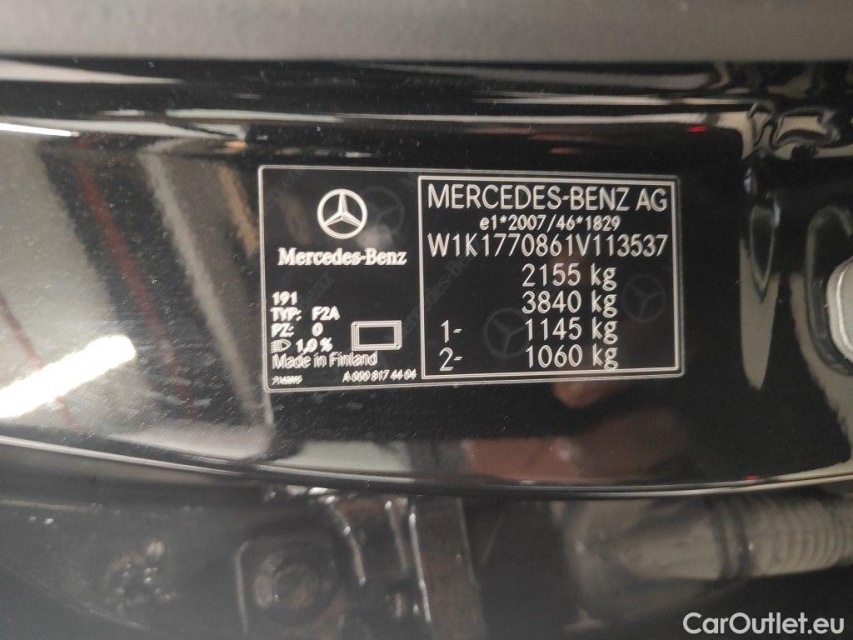 Mercedes-Benz
191
TYP: F2A
PZ: 0
1,0 %
Made in Finland
A 000 817 44 04
MERCEDES-BENZ AG
e1*2007/46*1829
W1K1770861V113537
2155 kg
3840 kg
1- 1145 kg
2- 1060 kg
CarOutlet.eu